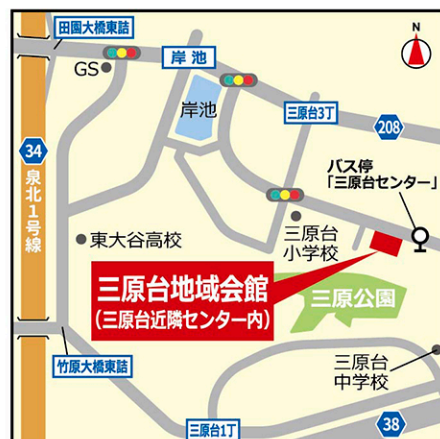 田園大橋東詰
岸池
N
GS
岸池
三原台3丁
208
34
泉北1号線
バス停
「三原台センター」
東大谷高校
三原台
小学校
三原台地域会館
(三原台近隣センター内)
三原公園
竹原大橋東詰
三原台
中学校
三原台1丁
38